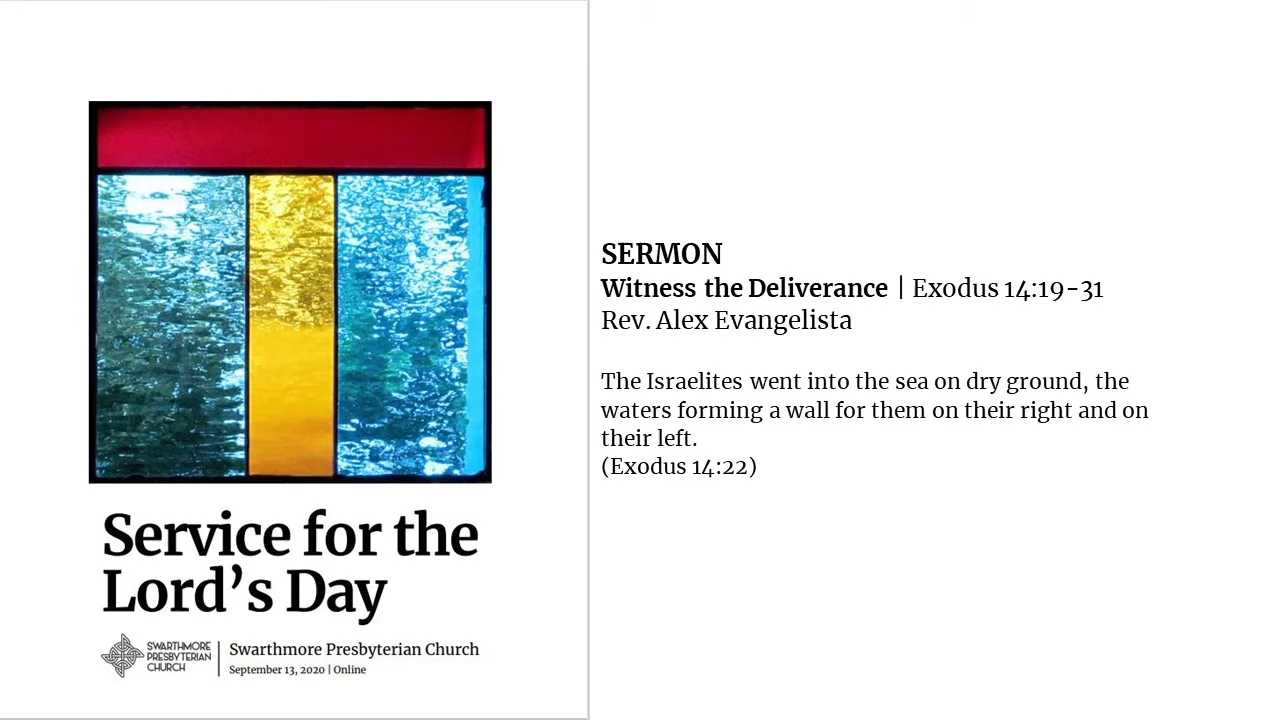 SERMON
Witness the Deliverance | Exodus 14:19-31
Rev. Alex Evangelista
The Israelites went into the sea on dry ground, the
waters forming a wall for them on their right and on
their left.
(Exodus 14:22)
Service for the
Lord’s Day
SWARTHMORE
PRESBYTERIAN
CHURCH
Swarthmore Presbyterian Church
September 13, 2020 | Online